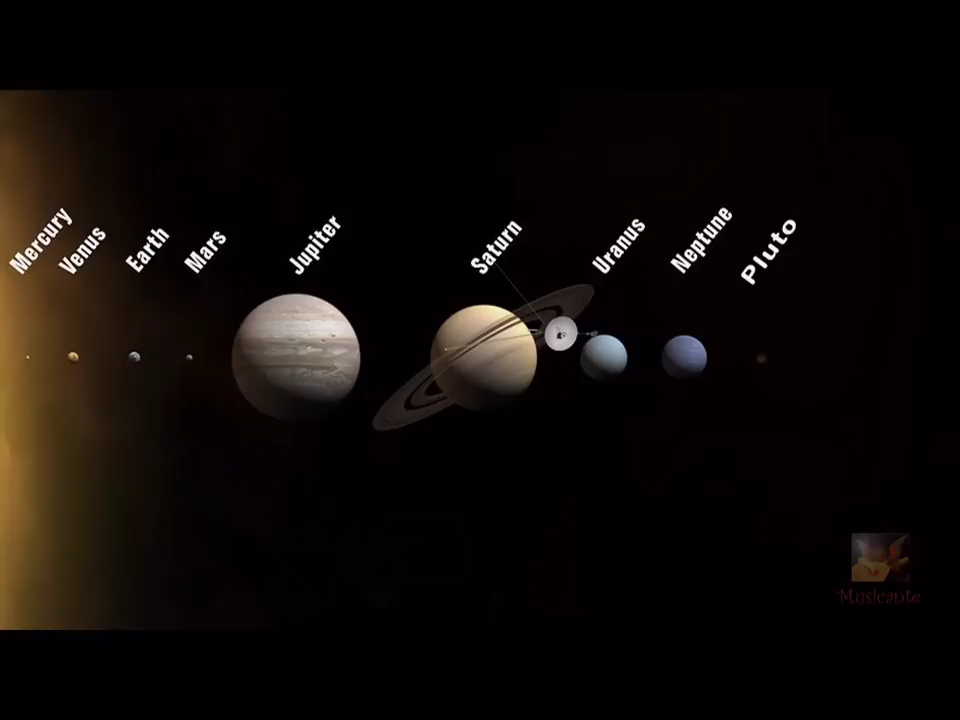 Mercury
Venus
Earth
Mars
Jupiter
Saturn
Uranus
Neptune
Pluto
Musicante